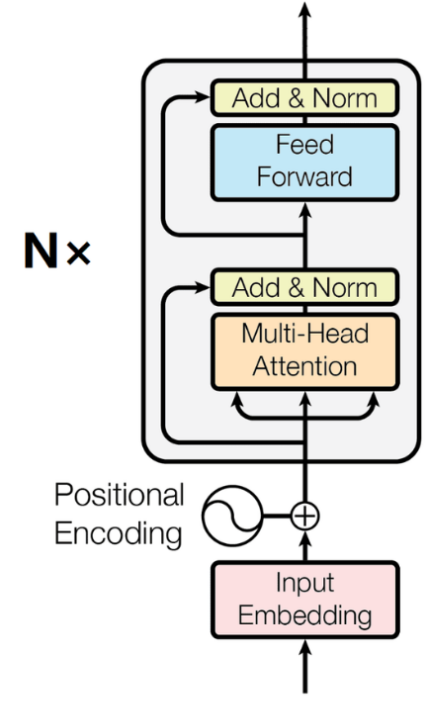 Add & Norm
Feed
Forward
N×
Add & Norm
Multi-Head
Attention
Positional
Encoding
Input
Embedding